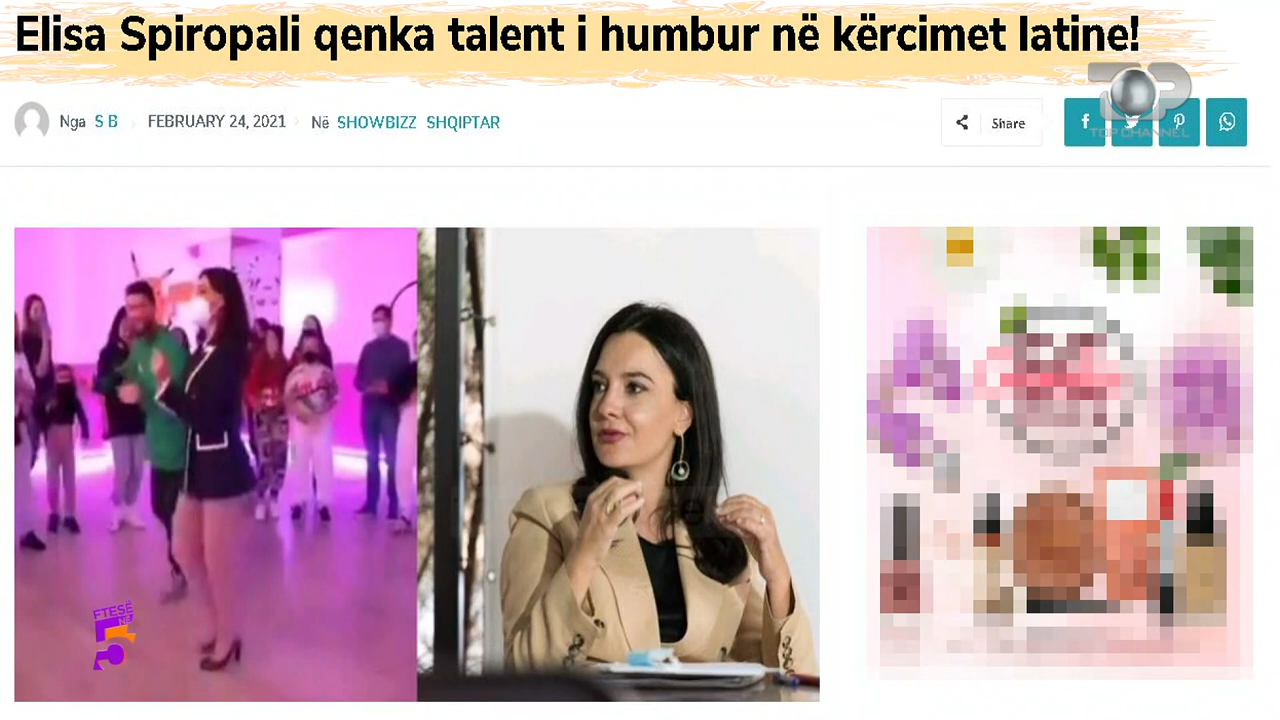 Elisa Spiropali qenka talent i humbur në kërcimet latine!
Nga S B FEBRUARY 24, 2021 Në SHOWBIZZ SHQIPTAR
Share
TOP CHANNEL
FTESË
NË
5